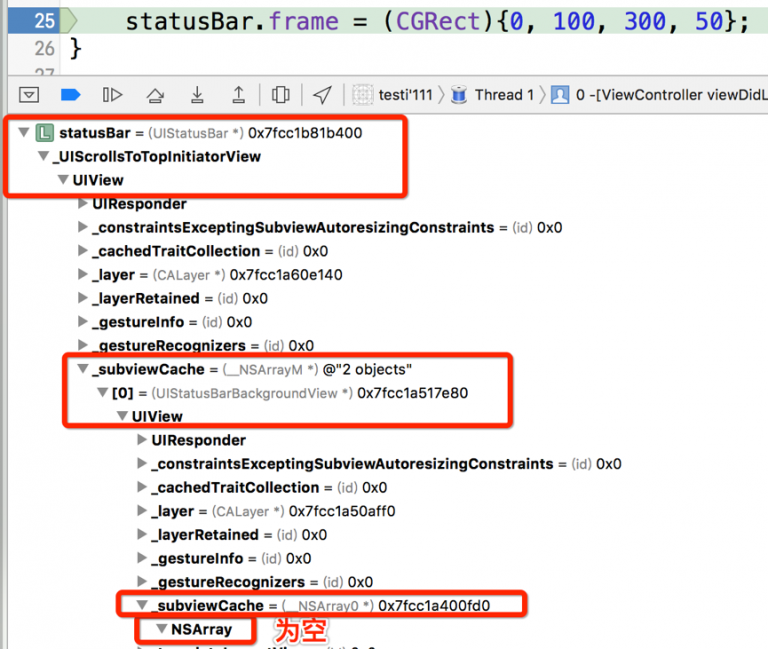 25 statusBar.frame = (CGRect){0, 100, 300, 50};
26 }
27
testi'111 Thread 1 0 -[ViewController viewDidL
L statusBar = (UIStatusBar *) 0x7fcc1b81b400
_UIScrollsToTopInitiatorView
UIView
UIResponder
_constraintsExceptingSubviewAutoresizingConstraints = (id) 0x0
_cachedTraitCollection = (id) 0x0
_layer = (CALayer *) 0x7fcc1a60e140
_layerRetained = (id) 0x0
_gestureInfo = (id) 0x0
_gestureRecognizers = (id) 0x0
_subviewCache = (__NSArrayM *) @"2 objects"
[0] = (UIStatusBarBackgroundView *) 0x7fcc1a517e80
UIView
UIResponder
_constraintsExceptingSubviewAutoresizingConstraints = (id) 0x0
_cachedTraitCollection = (id) 0x0
_layer = (CALayer *) 0x7fcc1a50aff0
_layerRetained = (id) 0x0
_gestureInfo = (id) 0x0
_gestureRecognizers = (id) 0x0
_subviewCache = (__NSArray0 *) 0x7fcc1a400fd0
NSArray 为空